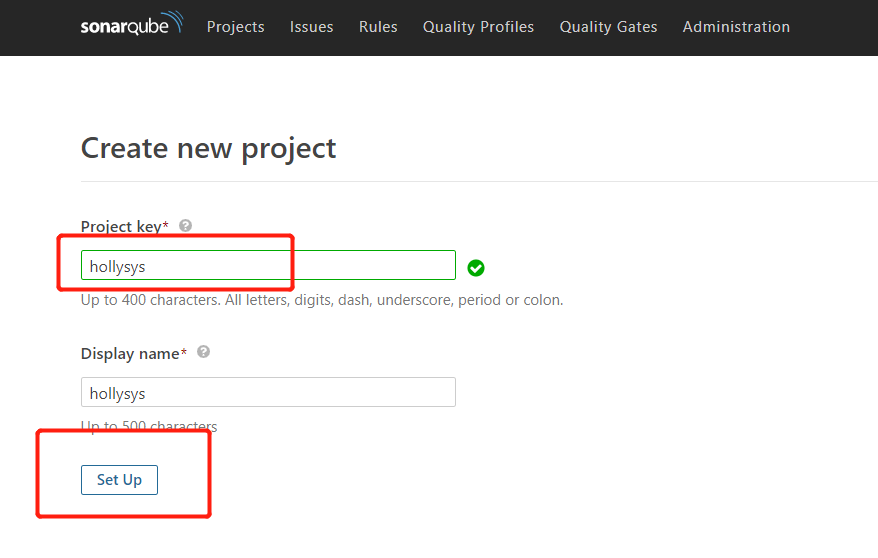 sonarqube Projects Issues Rules Quality Profiles Quality Gates Administration
Create new project
Project key* ?
hollysys
Up to 400 characters. All letters, digits, dash, underscore, period or colon.
Display name* ?
hollysys
Up to 500 characters
Set Up